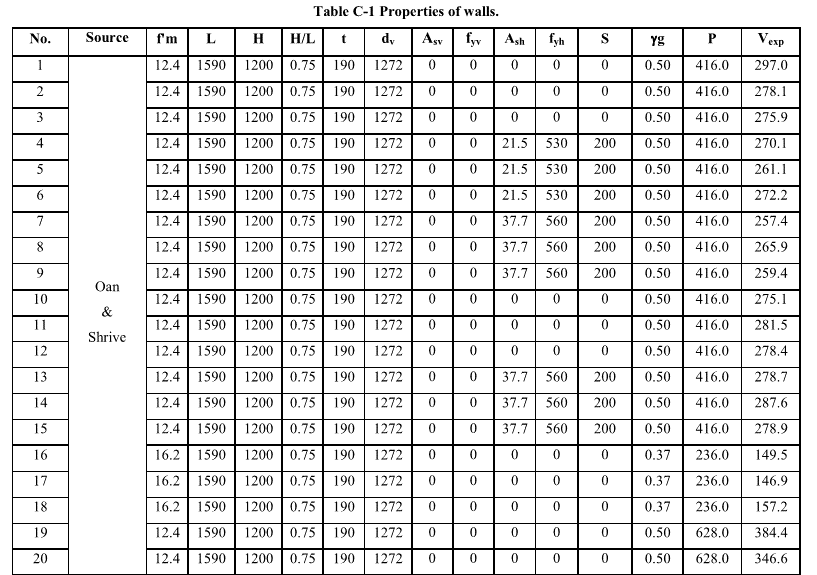 Table C-1 Properties of walls.
No. Source f'm L H H/L t dv Asv fyv Ash fyh S γg P Vexp
1 12.4 1590 1200 0.75 190 1272 0 0 0 0 0 0.50 416.0 297.0
2 12.4 1590 1200 0.75 190 1272 0 0 0 0 0 0.50 416.0 278.1
3 12.4 1590 1200 0.75 190 1272 0 0 0 0 0 0.50 416.0 275.9
4 12.4 1590 1200 0.75 190 1272 0 0 21.5 530 200 0.50 416.0 270.1
5 12.4 1590 1200 0.75 190 1272 0 0 21.5 530 200 0.50 416.0 261.1
6 12.4 1590 1200 0.75 190 1272 0 0 21.5 530 200 0.50 416.0 272.2
7 12.4 1590 1200 0.75 190 1272 0 0 37.7 560 200 0.50 416.0 257.4
8 12.4 1590 1200 0.75 190 1272 0 0 37.7 560 200 0.50 416.0 265.9
9 12.4 1590 1200 0.75 190 1272 0 0 37.7 560 200 0.50 416.0 259.4
Oan
10 12.4 1590 1200 0.75 190 1272 0 0 0 0 0 0.50 416.0 275.1
&
11 12.4 1590 1200 0.75 190 1272 0 0 0 0 0 0.50 416.0 281.5
Shrive
12 12.4 1590 1200 0.75 190 1272 0 0 0 0 0 0.50 416.0 278.4
13 12.4 1590 1200 0.75 190 1272 0 0 37.7 560 200 0.50 416.0 278.7
14 12.4 1590 1200 0.75 190 1272 0 0 37.7 560 200 0.50 416.0 287.6
15 12.4 1590 1200 0.75 190 1272 0 0 37.7 560 200 0.50 416.0 278.9
16 16.2 1590 1200 0.75 190 1272 0 0 0 0 0 0.37 236.0 149.5
17 16.2 1590 1200 0.75 190 1272 0 0 0 0 0 0.37 236.0 146.9
18 16.2 1590 1200 0.75 190 1272 0 0 0 0 0 0.37 236.0 157.2
19 12.4 1590 1200 0.75 190 1272 0 0 0 0 0 0.50 628.0 384.4
20 12.4 1590 1200 0.75 190 1272 0 0 0 0 0 0.50 628.0 346.6